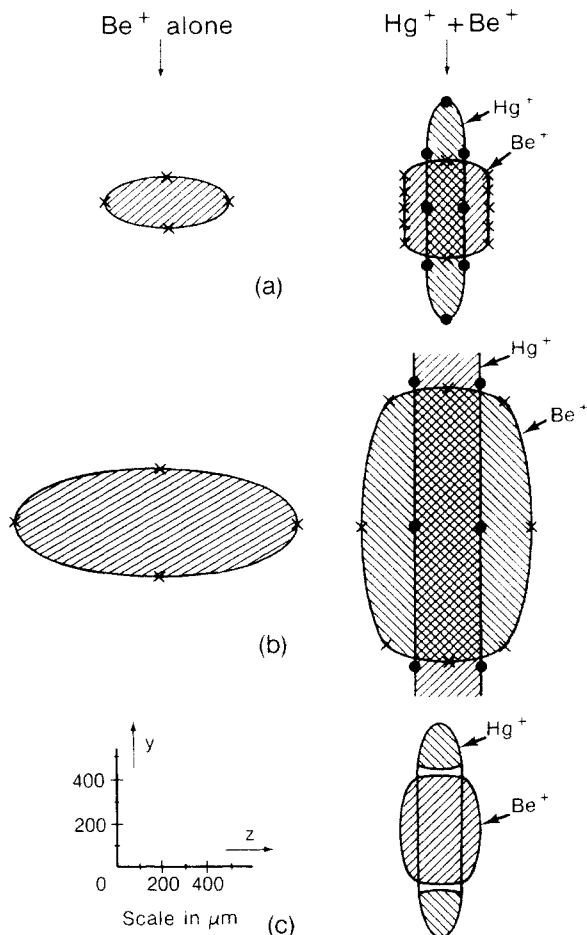 Be⁺ alone
Hg⁺ + Be⁺
Hg⁺
Be⁺
(a)
Hg⁺
Be⁺
(b)
Hg⁺
Be⁺
y
400
200
z
0 200 400
Scale in μm
(c)